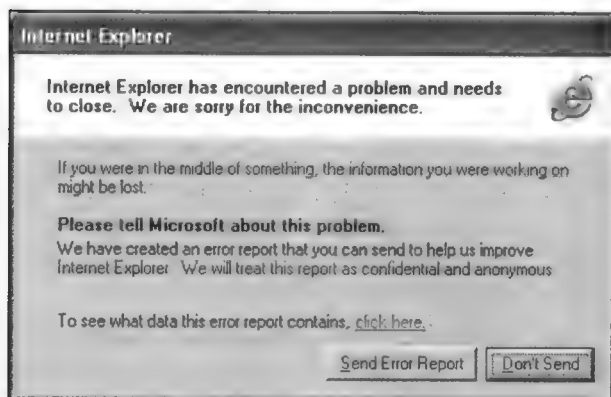 Internet Explorer
Internet Explorer has encountered a problem and needs
to close. We are sorry for the inconvenience.
If you were in the middle of something, the information you were working on
might be lost.
Please tell Microsoft about this problem.
We have created an error report that you can send to help us improve
Internet Explorer We will treat this report as confidential and anonymous
To see what data this error report contains, click here.
Send Error Report
Don't Send